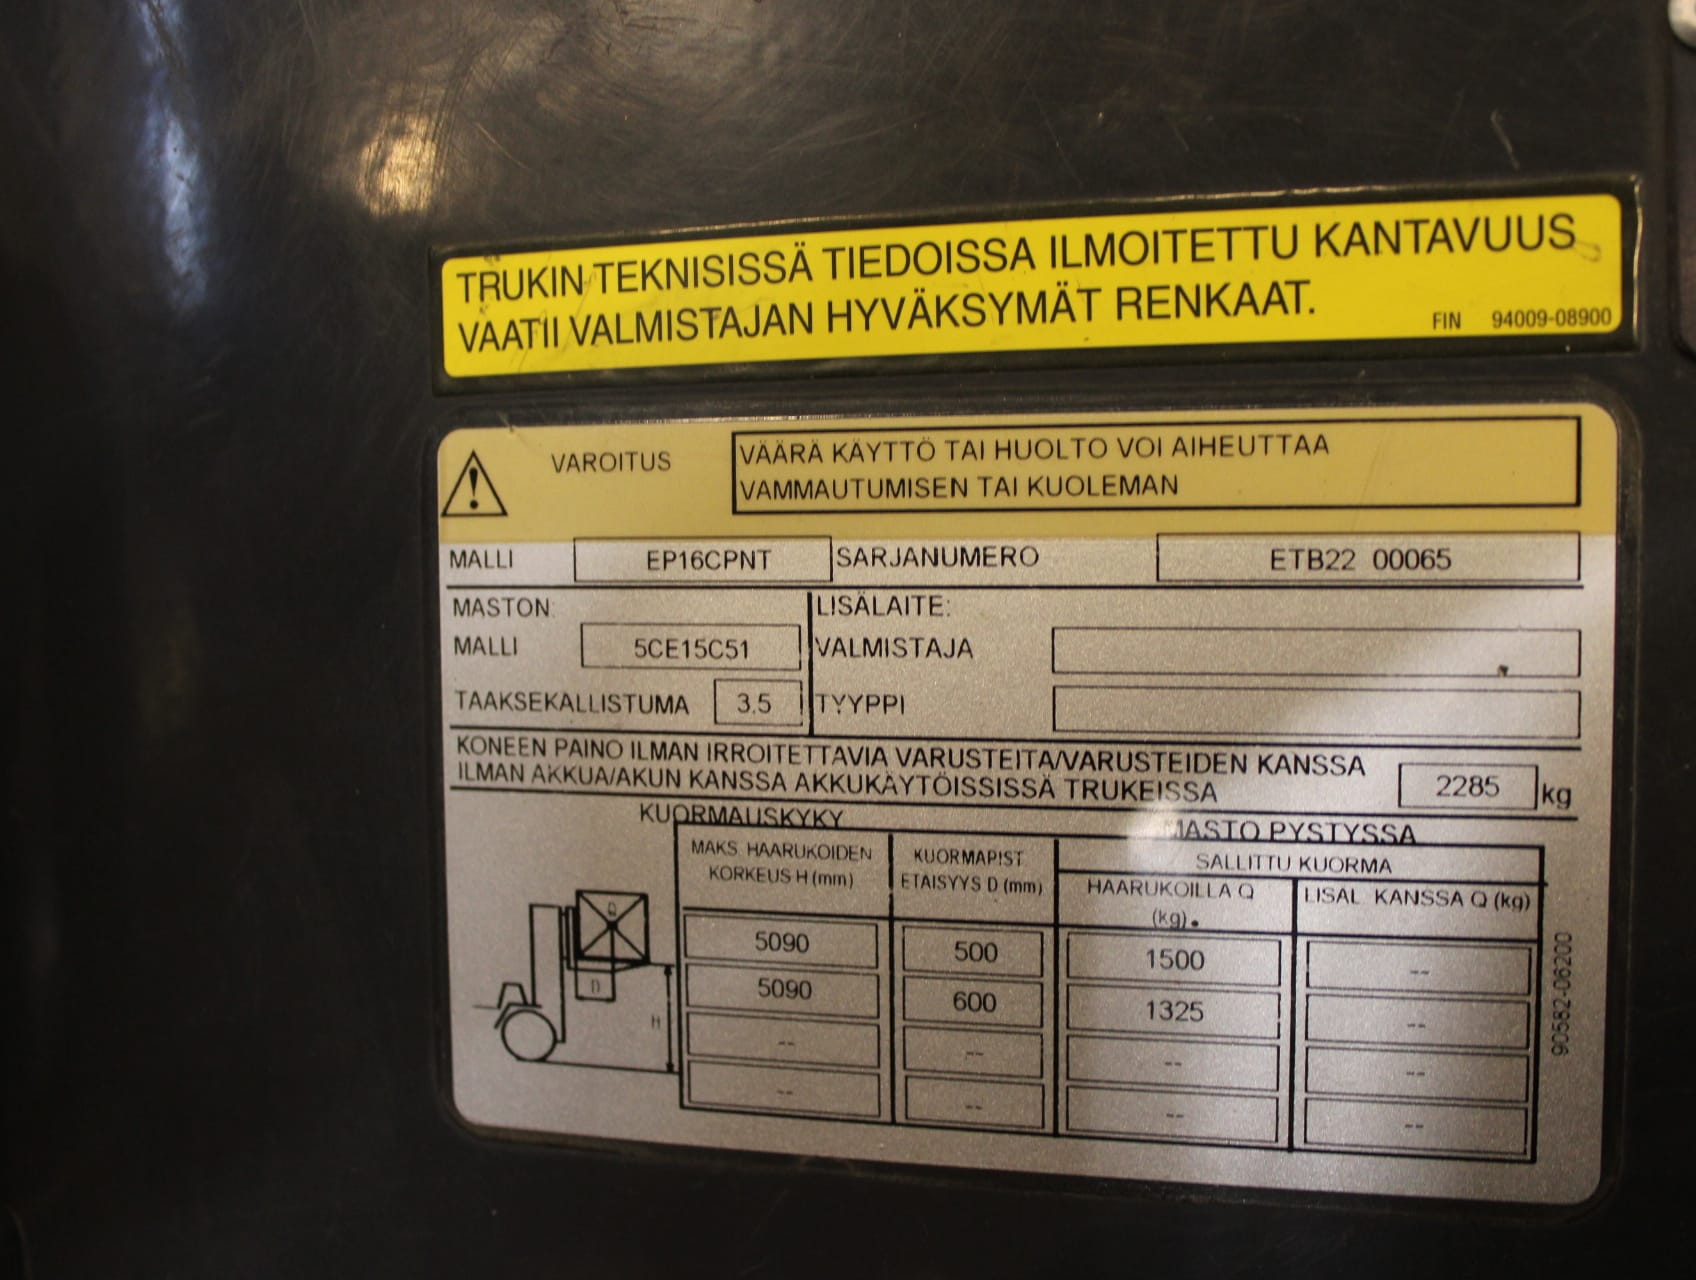 TRUKIN TEKNISISSÄ TIEDOISSA ILMOITETTU KANTAVUUS
VAATII VALMISTAJAN HYVÄKSYMÄT RENKAAT.
FIN 94009-08900
VAROITUS
VÄÄRÄ KÄYTTÖ TAI HUOLTO VOI AIHEUTTAA
VAMMAUTUMISEN TAI KUOLEMAN
MALLI EP16CPNT SARJANUMERO ETB22 00065
MASTON: LISÄLAITE:
MALLI 5CE15C51 VALMISTAJA
TAAKSEKALLISTUMA 3.5 TYYPPI
KONEEN PAINO ILMAN IRROITETTAVIA VARUSTEITA/VARUSTEIDEN KANSSA
ILMAN AKKUA/AKUN KANSSA AKKUKÄYTÖISSISSÄ TRUKEISSA
2285 kg
KUORMAUSKYKY MASTO PYSTYSSA
MAKS. HAARUKOIDEN
KORKEUS H (mm)
KUORMAPIST
ETAISYYS D (mm)
SALLITTU KUORMA
HAARUKOILLA Q
(kg).
LISAL KANSSA Q (kg)
5090 500 1500 --
5090 600 1325 --
-- -- -- --
-- -- -- --
Q
D
H
90582-06200